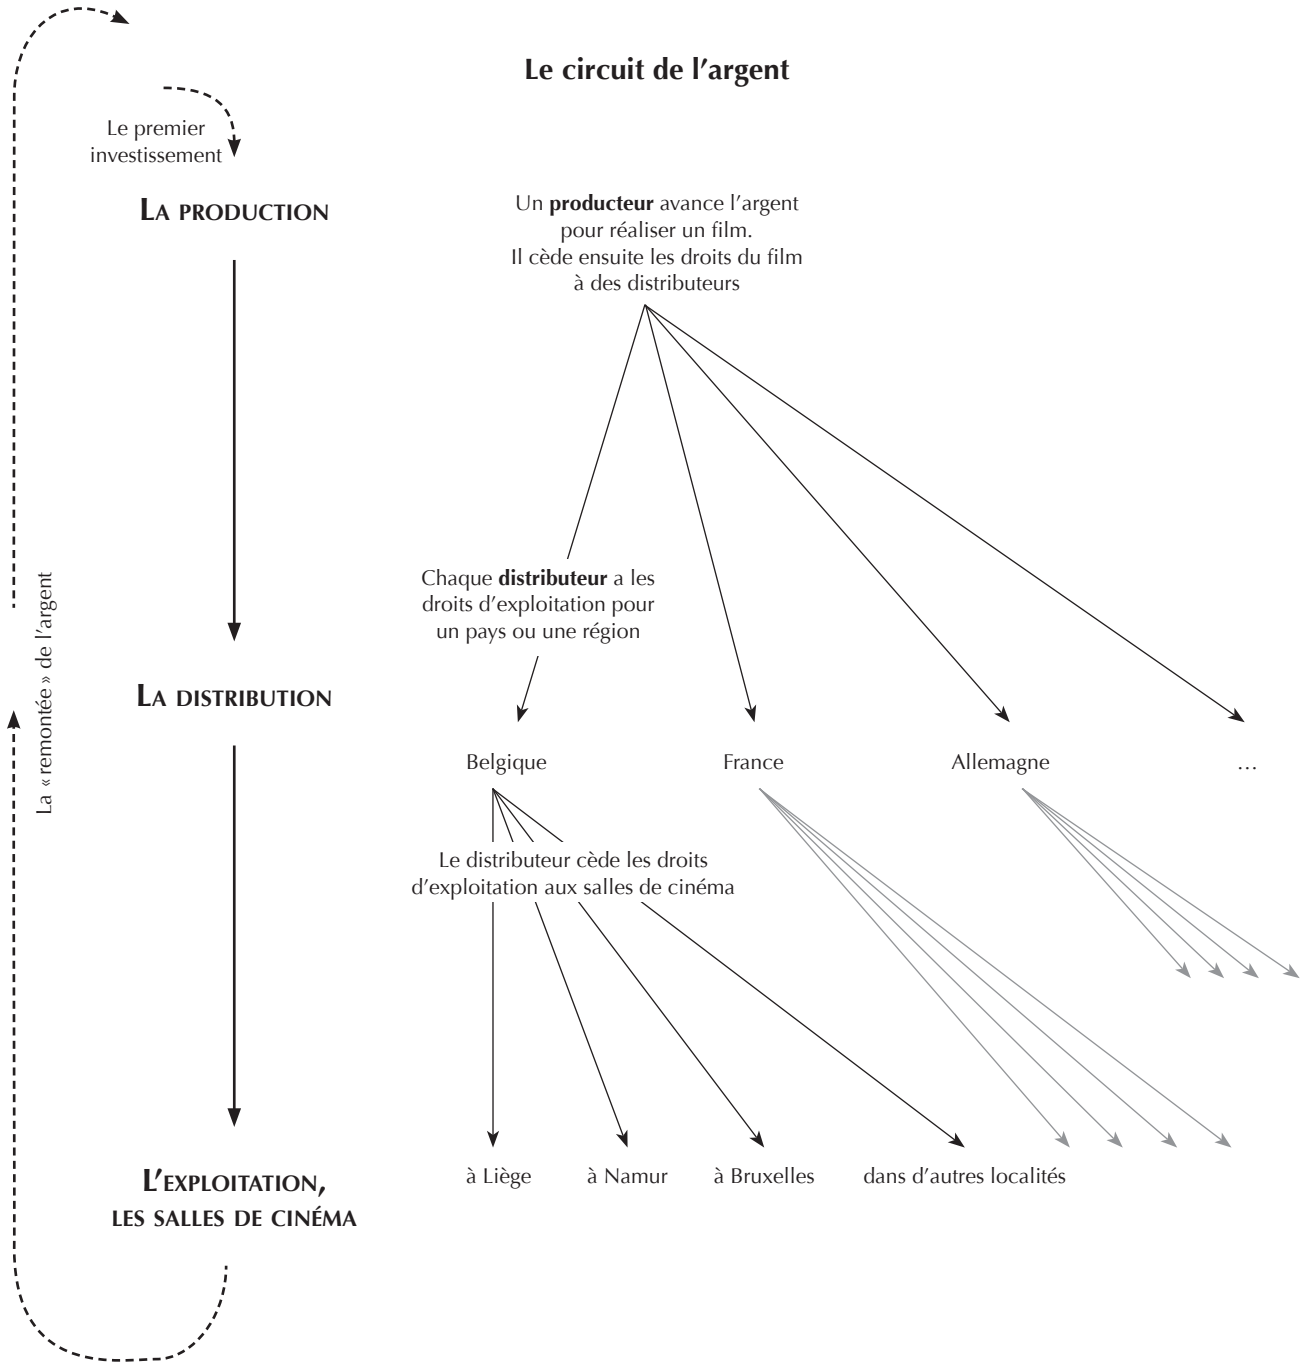 Le circuit de l’argent
Le premier
investissement
La production
Un producteur avance l’argent
pour réaliser un film.
Il cède ensuite les droits du film
à des distributeurs
Chaque distributeur a les
droits d’exploitation pour
un pays ou une région
La « remontée » de l’argent
La distribution
Belgique
France
Allemagne
…
Le distributeur cède les droits
d’exploitation aux salles de cinéma
L’exploitation,
les salles de cinéma
à Liège
à Namur
à Bruxelles
dans d’autres localités